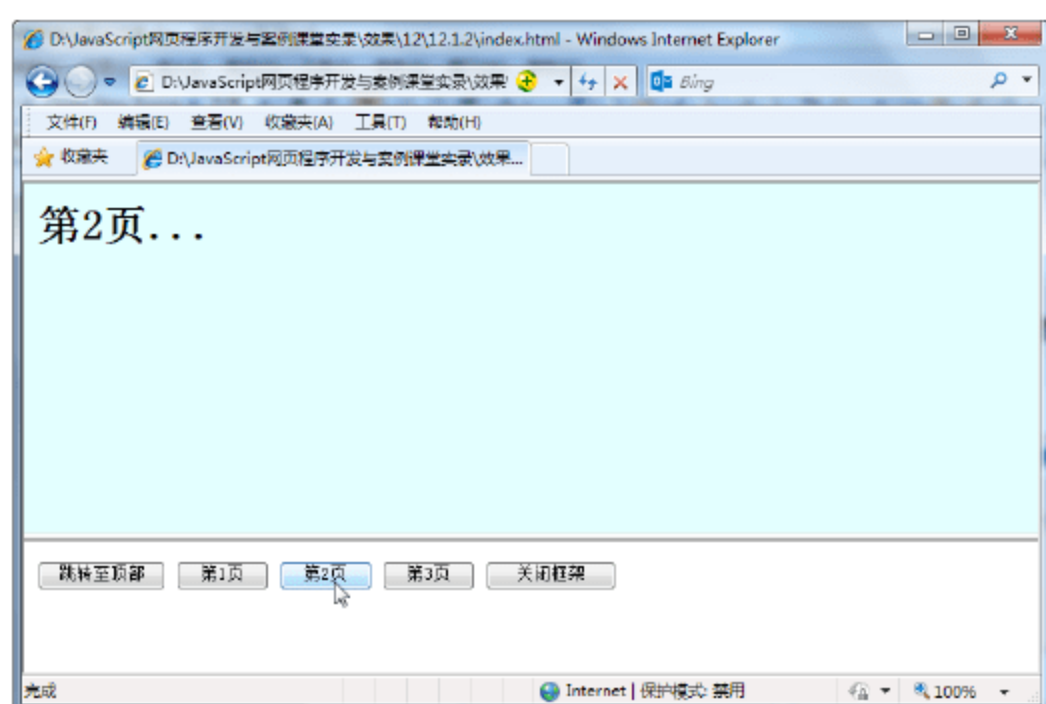 D:\JavaScript网页程序开发与案例课堂实录\效果\12\12.1.2\index.html - Windows Internet Explorer
D:\JavaScript网页程序开发与案例课堂实录\效果\ Bing
文件(F) 编辑(E) 查看(V) 收藏夹(A) 工具(T) 帮助(H)
收藏夹 D:\JavaScript网页程序开发与案例课堂实录\效果...
第2页...
跳转至顶部 第1页 第2页 第3页 关闭框架
完成 Internet | 保护模式: 禁用 100%